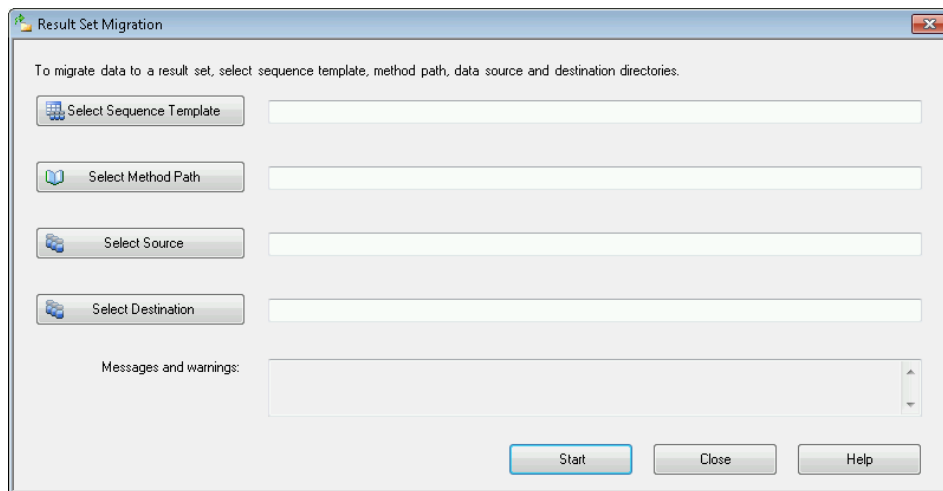 Result Set Migration
To migrate data to a result set, select sequence template, method path, data source and destination directories.
Select Sequence Template
Select Method Path
Select Source
Select Destination
Messages and warnings:
Start Close Help